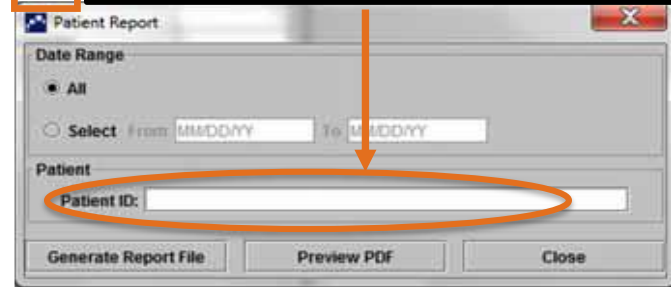 Patient Report
Date Range
All
Select From MM/DD/YY To MM/DD/YY
Patient
Patient ID:
Generate Report File Preview PDF Close